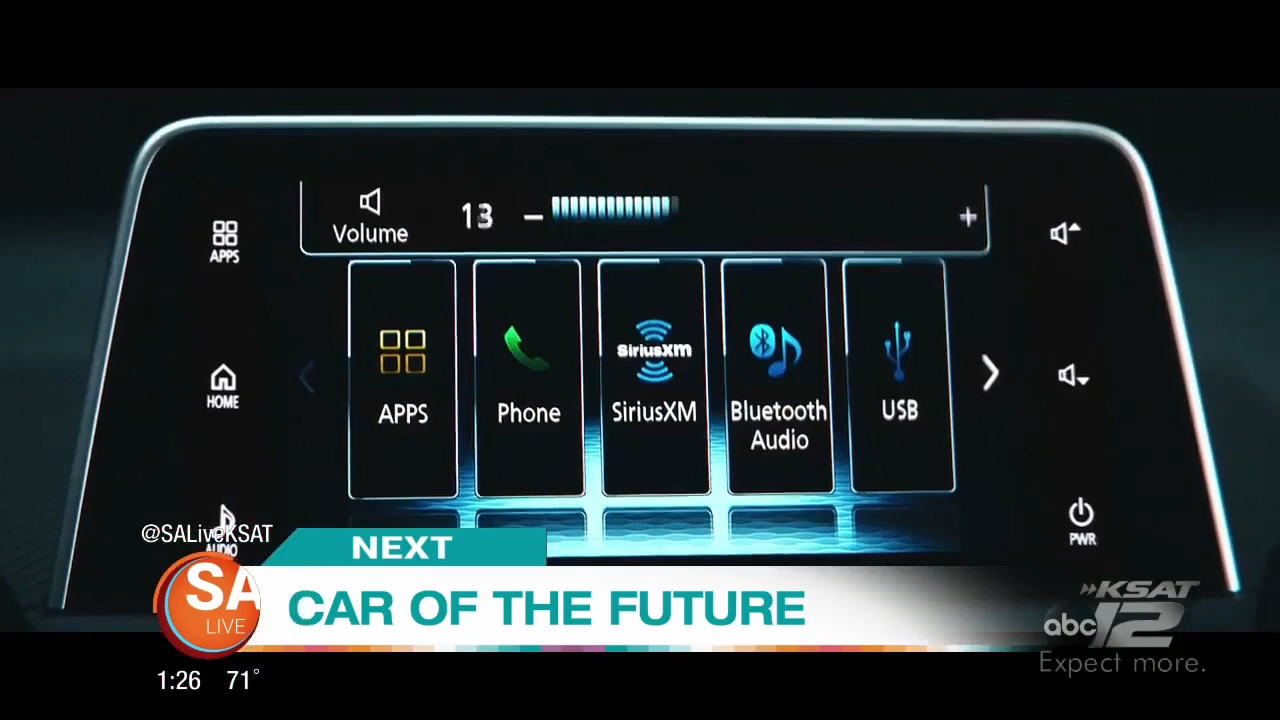 Volume
13
APPS
HOME
AUDIO
APPS
Phone
SiriusXM
SiriusXM
Bluetooth
Audio
USB
PWR
@SALiveKSAT
NEXT
SA
LIVE
CAR OF THE FUTURE
KSAT
abc 12
Expect more.
1:26 71°